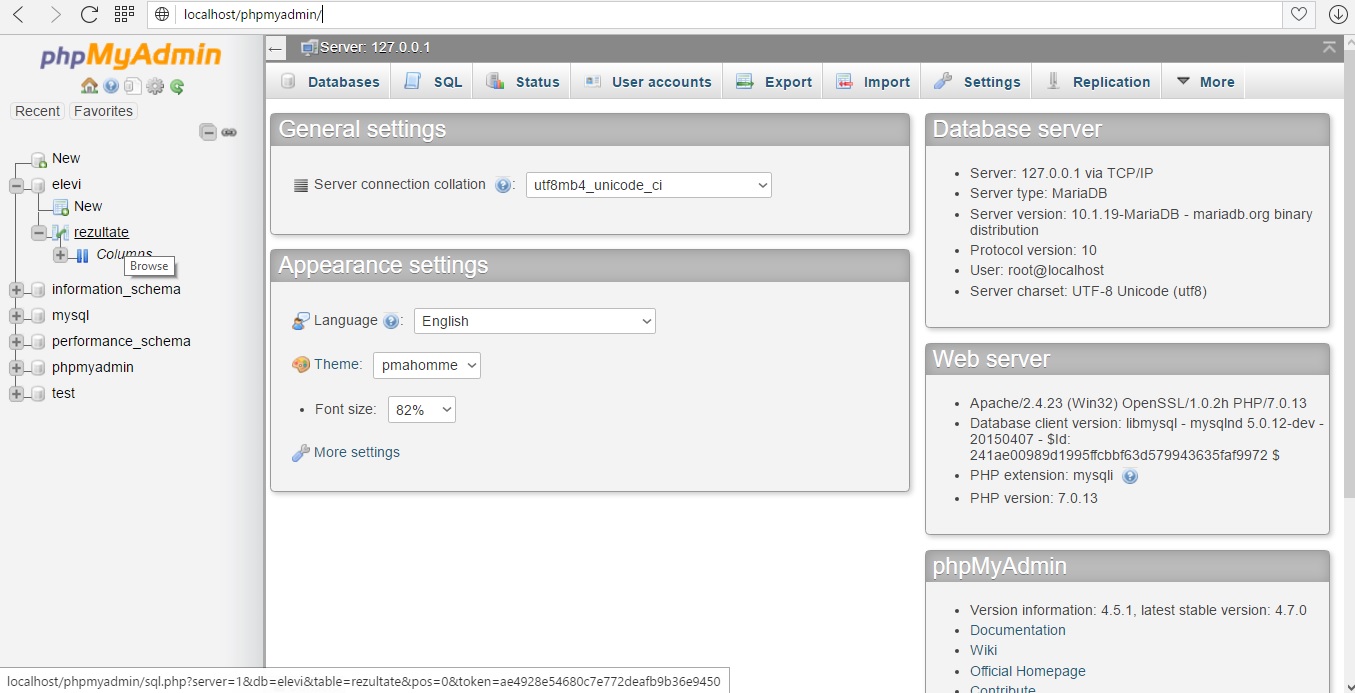 localhost/phpmyadmin/
phpMyAdmin
Recent Favorites
New
elevi
New
rezultate
Columns
Browse
information_schema
mysql
performance_schema
phpmyadmin
test
Server: 127.0.0.1
Databases SQL Status User accounts Export Import Settings Replication More
General settings
Server connection collation : utf8mb4_unicode_ci
Appearance settings
Language : English
Theme: pmahomme
• Font size: 82%
More settings
Database server
• Server: 127.0.0.1 via TCP/IP
• Server type: MariaDB
• Server version: 10.1.19-MariaDB - mariadb.org binary
distribution
• Protocol version: 10
• User: root@localhost
• Server charset: UTF-8 Unicode (utf8)
Web server
• Apache/2.4.23 (Win32) OpenSSL/1.0.2h PHP/7.0.13
• Database client version: libmysql - mysqlnd 5.0.12-dev -
20150407 - $Id:
241ae00989d1995ffcbbf63d579943635faf9972 $
• PHP extension: mysqli
• PHP version: 7.0.13
phpMyAdmin
• Version information: 4.5.1, latest stable version: 4.7.0
• Documentation
• Wiki
• Official Homepage
• Contribute
localhost/phpmyadmin/sql.php?server=1&db=elevi&table=rezultate&pos=0&token=ae4928e54680c7e772deafb9b36e9450